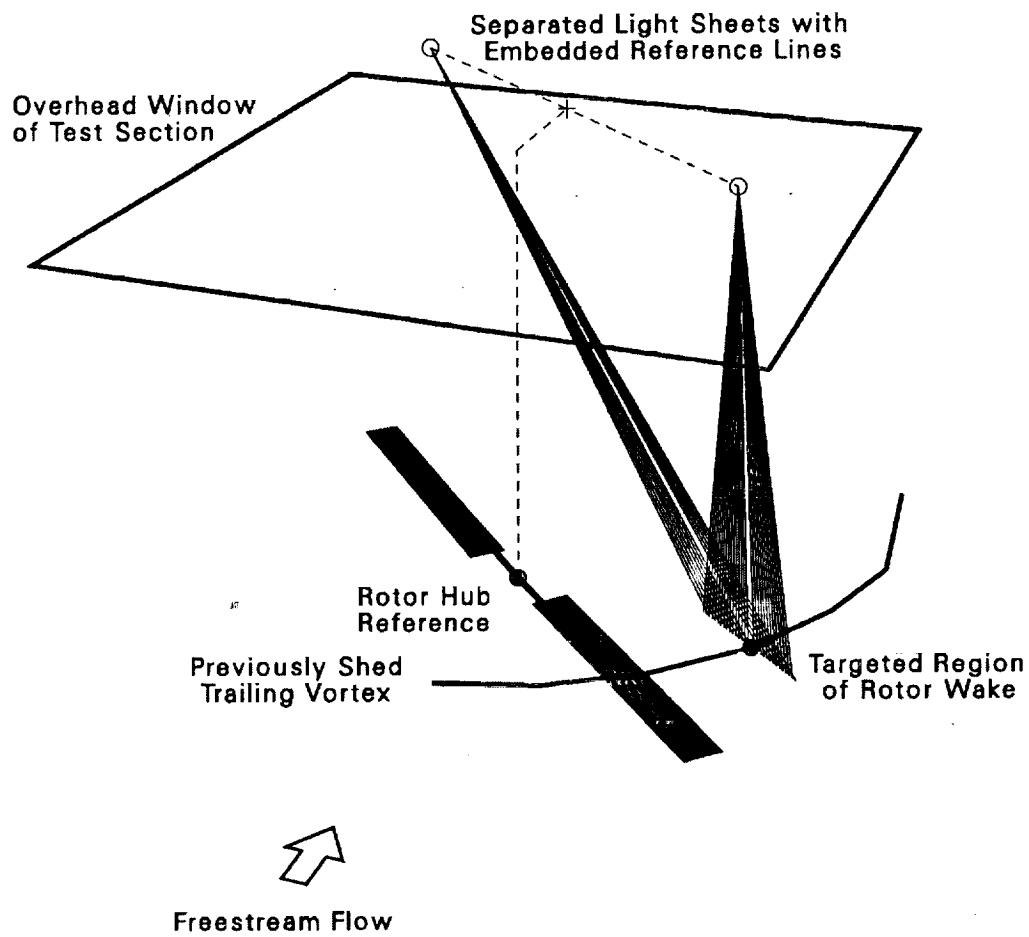 Separated Light Sheets with
Embedded Reference Lines
Overhead Window
of Test Section
Rotor Hub
Reference
Previously Shed
Trailing Vortex
Targeted Region
of Rotor Wake
Freestream Flow